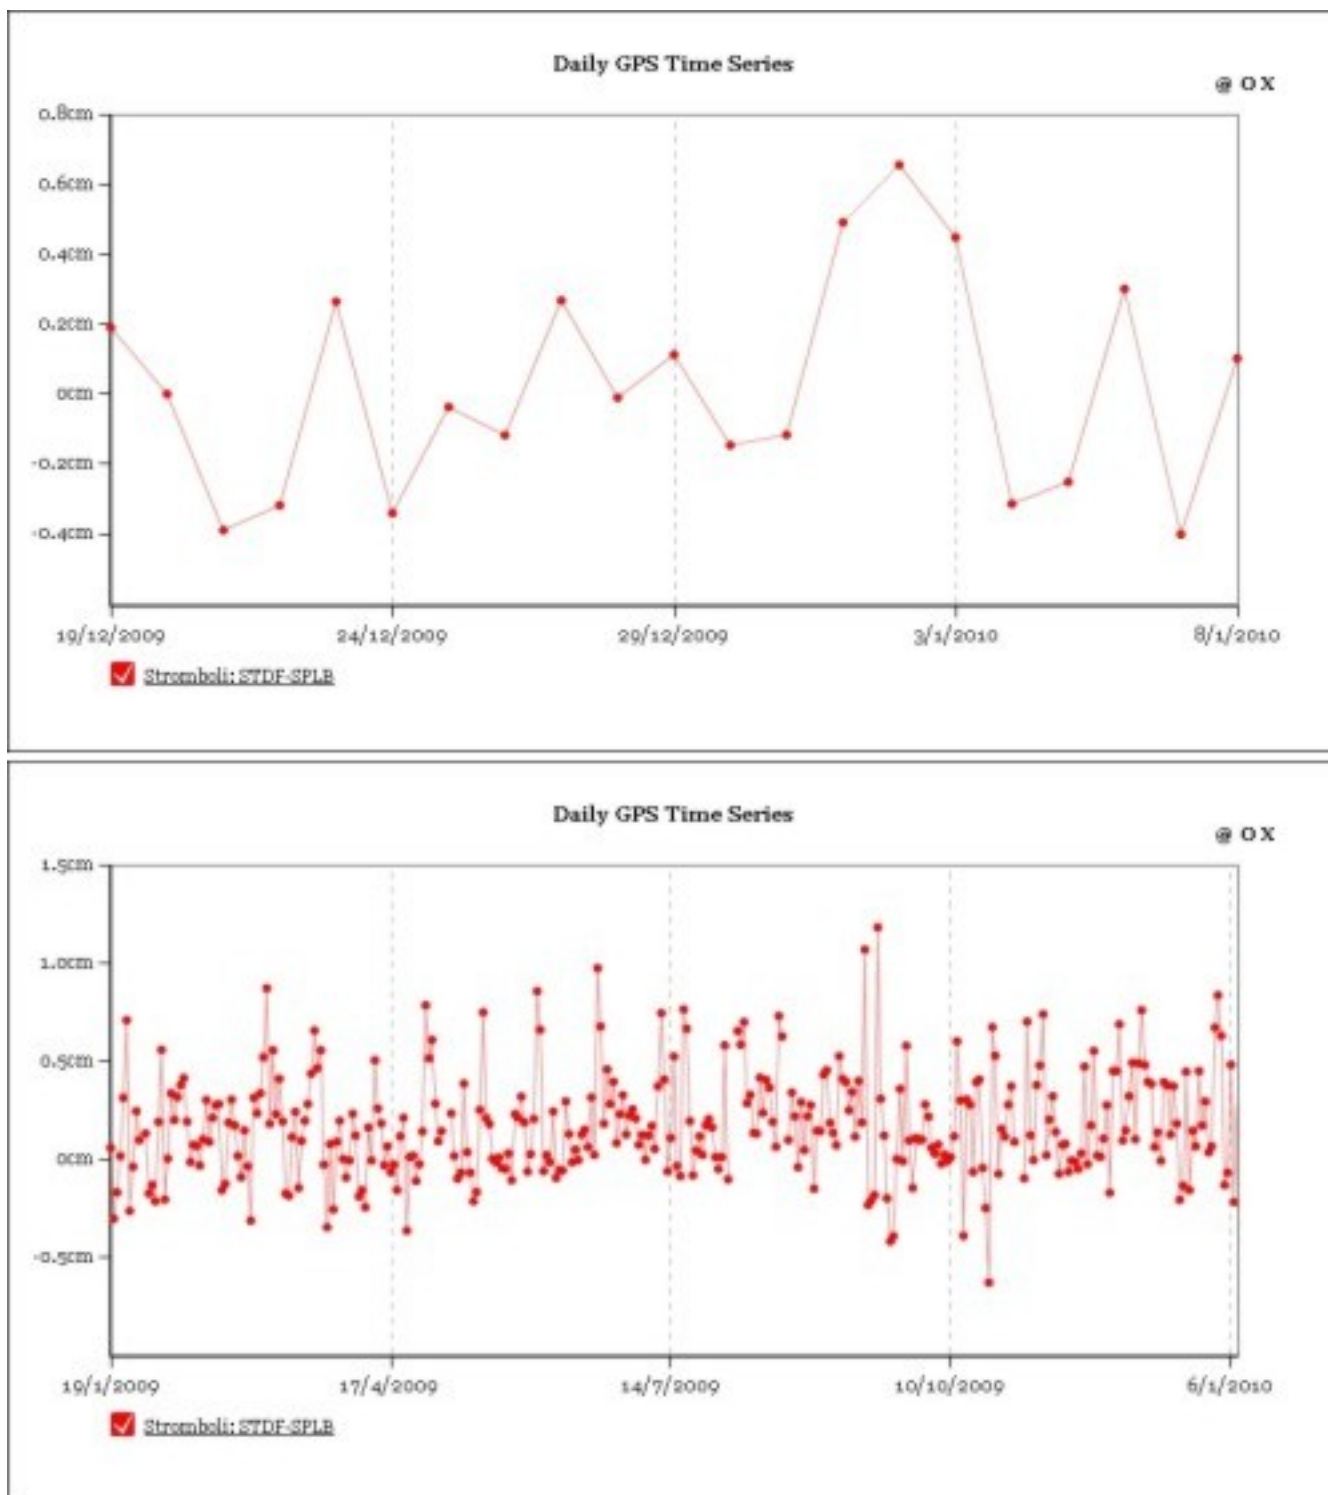 Daily GPS Time Series
@ O X
0.8cm
0.6cm
0.4cm
0.2cm
0cm
-0.2cm
-0.4cm
19/12/2009 24/12/2009 29/12/2009 3/1/2010 8/1/2010
Stromboli: STDF-SPLB
Daily GPS Time Series
@ O X
1.5cm
1.0cm
0.5cm
0cm
-0.5cm
19/1/2009 17/4/2009 14/7/2009 10/10/2009 6/1/2010
Stromboli: STDF-SPLB